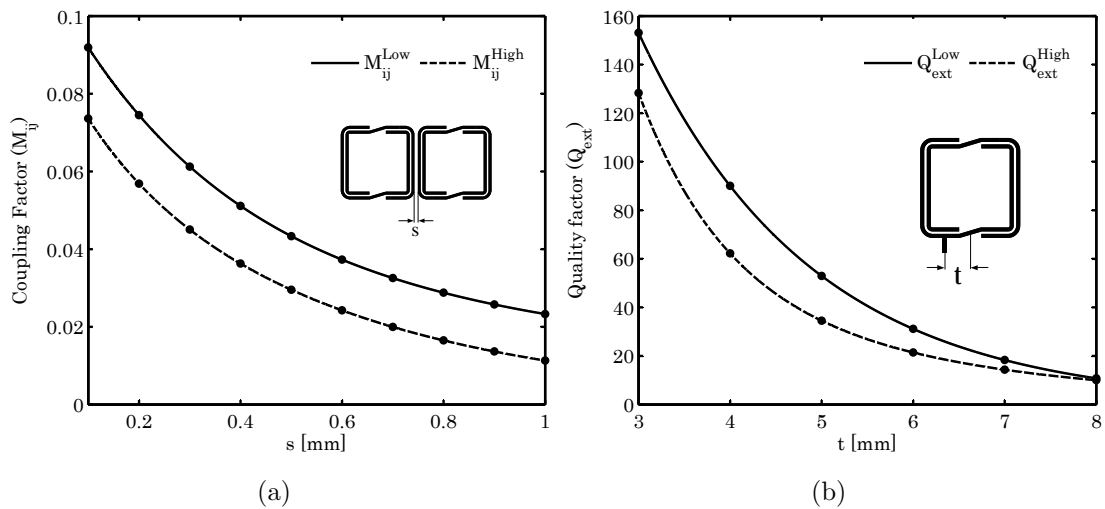 0.1
0.08
0.06
0.04
0.02
0
0.2
0.4
0.6
0.8
1
Coupling Factor (M_ij)
s [mm]
M_ij^Low
M_ij^High
s
(a)
160
140
120
100
80
60
40
20
0
3
4
5
6
7
8
Quality factor (Q_ext)
t [mm]
Q_ext^Low
Q_ext^High
t
(b)